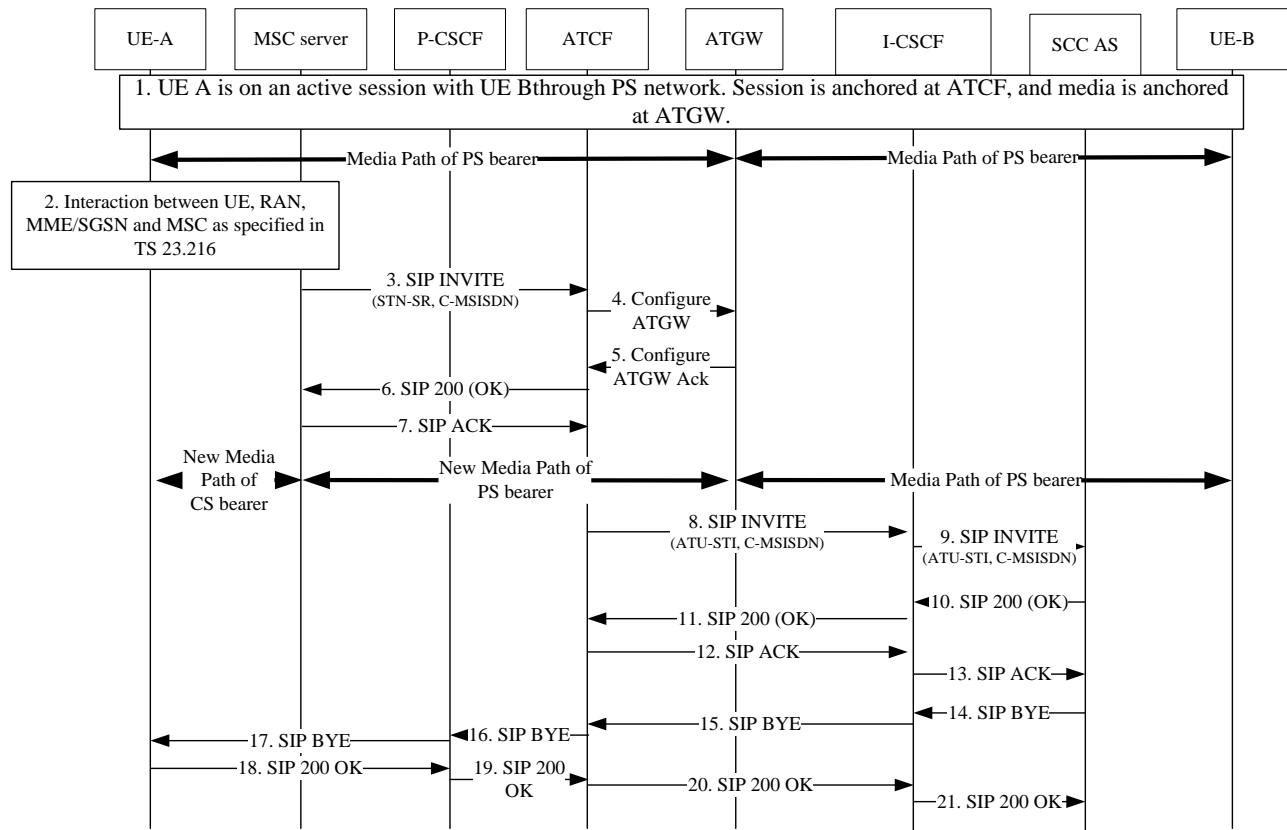 UE-A
MSC server
P-CSCF
ATCF
ATGW
I-CSCF
SCC AS
UE-B
1. UE A is on an active session with UE Bthrough PS network. Session is anchored at ATCF, and media is anchored
at ATGW.
Media Path of PS bearer
Media Path of PS bearer
2. Interaction between UE, RAN,
MME/SGSN and MSC as specified in
TS 23.216
3. SIP INVITE
(STN-SR, C-MSISDN)
4. Configure
ATGW
5. Configure
ATGW Ack
6. SIP 200 (OK)
7. SIP ACK
New Media
Path of
CS bearer
New Media Path of
PS bearer
Media Path of PS bearer
8. SIP INVITE
(ATU-STI, C-MSISDN)
9. SIP INVITE
(ATU-STI, C-MSISDN)
10. SIP 200 (OK)
11. SIP 200 (OK)
12. SIP ACK
13. SIP ACK
14. SIP BYE
15. SIP BYE
16. SIP BYE
17. SIP BYE
18. SIP 200 OK
19. SIP 200
OK
20. SIP 200 OK
21. SIP 200 OK